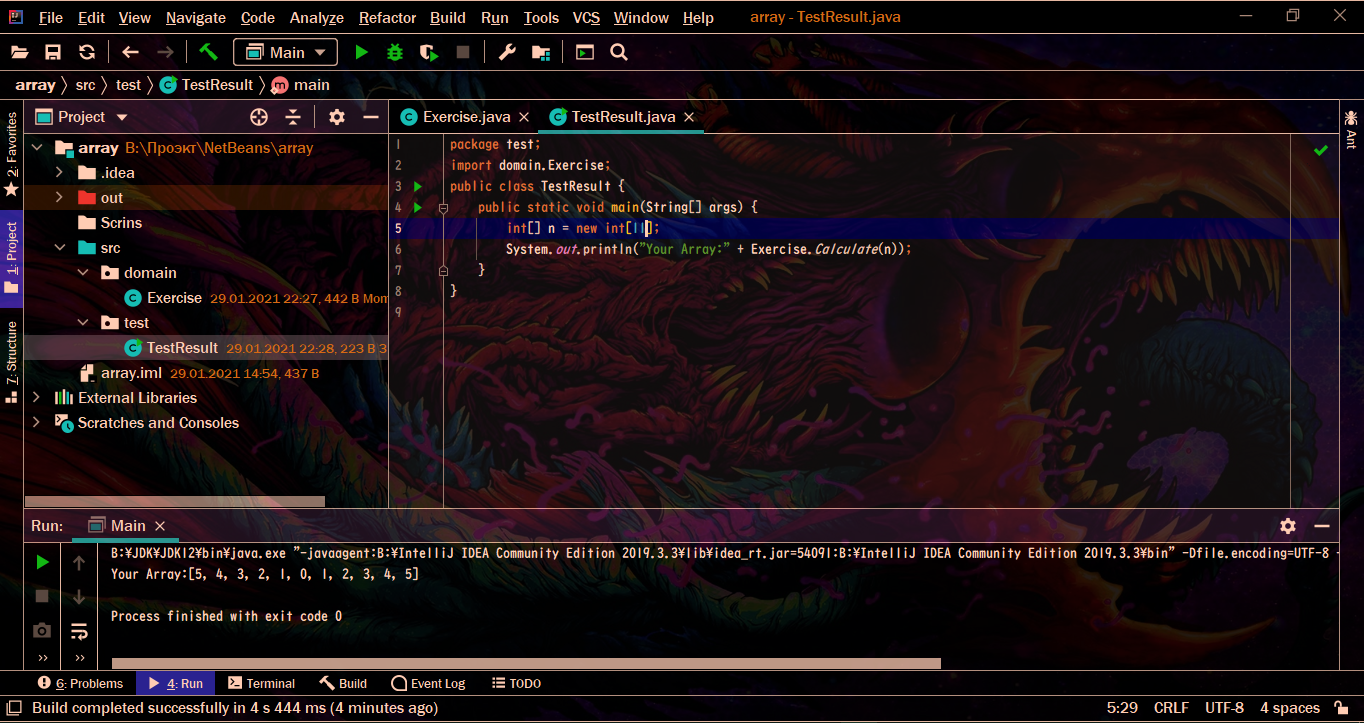 File Edit View Navigate Code Analyze Refactor Build Run Tools VCS Window Help array - TestResult.java
Main
array src test TestResult main
2: Favorites
1: Project
7: Structure
Project
array B:\Проэкт\NetBeans\array
.idea
out
Scrins
src
domain
Exercise 29.01.2021 22:27, 442 B Mom
test
TestResult 29.01.2021 22:28, 223 B 3
array.iml 29.01.2021 14:54, 437 B
External Libraries
Scratches and Consoles
Exercise.java TestResult.java
1 package test;
2 import domain.Exercise;
3 public class TestResult {
4 public static void main(String[] args) {
5 int[] n = new int[11];
6 System.out.println("Your Array:" + Exercise.Calculate(n));
7 }
8 }
9
Ant
Run: Main
B:¥JDK¥JDK12¥bin¥java.exe "-javaagent:B:¥IntelliJ IDEA Community Edition 2019.3.3¥lib¥idea_rt.jar=54091:B:¥IntelliJ IDEA Community Edition 2019.3.3¥bin" -Dfile.encoding=UTF-8 -
Your Array:[5, 4, 3, 2, 1, 0, 1, 2, 3, 4, 5]
Process finished with exit code 0
6: Problems 4: Run Terminal Build Event Log TODO
Build completed successfully in 4 s 444 ms (4 minutes ago) 5:29 CRLF UTF-8 4 spaces